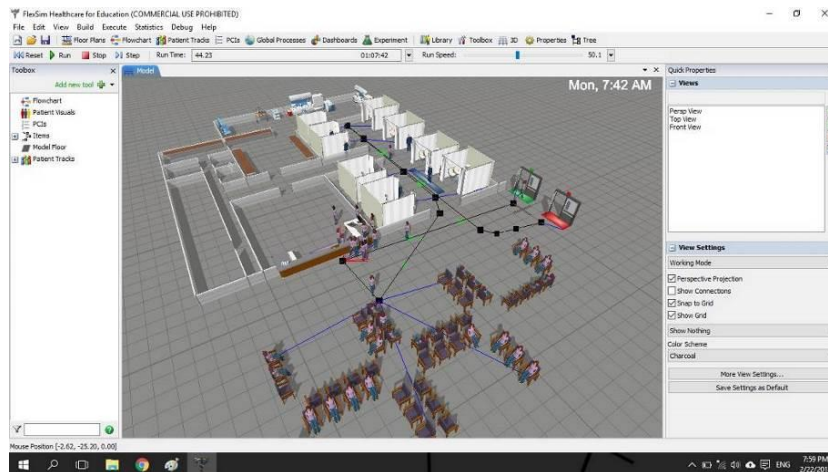 FlexSim Healthcare for Education (COMMERCIAL USE PROHIBITED)
File Edit View Build Execute Statistics Debug Help
Floor Plans Flowchart Patient Tracks PCIs Global Processes Dashboards Experiment Library Toolbox 3D Properties Tree
Reset Run Stop Step Run Time: 44.23 01:07:42 Run Speed: 50.1
Toolbox
Add new tool
Flowchart
Patient Visuals
PCIs
Items
Model Floor
Patient Tracks
Model
Mon, 7:42 AM
Quick Properties
Views
Persp View
Top View
Front View
View Settings
Working Mode
Perspective Projection
Show Connections
Snap to Grid
Show Grid
Show Nothing
Color Scheme
Charcoal
More View Settings...
Save Settings as Default
Mouse Position [-2.62, -25.20, 0.00]
ENG
7:59 PM